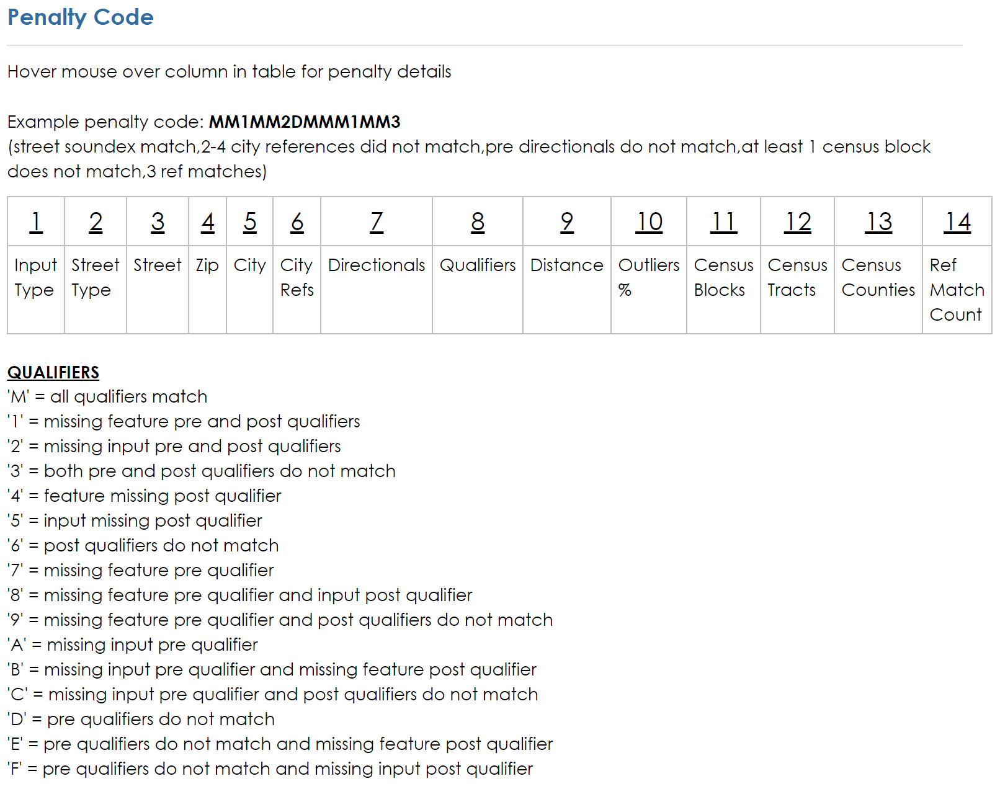 Penalty Code
Hover mouse over column in table for penalty details
Example penalty code: MM1MM2DMMM1MM3
(street soundex match,2-4 city references did not match,pre directionals do not match,at least 1 census block
does not match,3 ref matches)
1 2 3 4 5 6 7 8 9 10 11 12 13 14
Input Type Street Type Street Zip City City Refs Directionals Qualifiers Distance Outliers % Census Blocks Census Tracts Census Counties Ref Match Count
QUALIFIERS
'M' = all qualifiers match
'1' = missing feature pre and post qualifiers
'2' = missing input pre and post qualifiers
'3' = both pre and post qualifiers do not match
'4' = feature missing post qualifier
'5' = input missing post qualifier
'6' = post qualifiers do not match
'7' = missing feature pre qualifier
'8' = missing feature pre qualifier and input post qualifier
'9' = missing feature pre qualifier and post qualifiers do not match
'A' = missing input pre qualifier
'B' = missing input pre qualifier and missing feature post qualifier
'C' = missing input pre qualifier and post qualifiers do not match
'D' = pre qualifiers do not match
'E' = pre qualifiers do not match and missing feature post qualifier
'F' = pre qualifiers do not match and missing input post qualifier